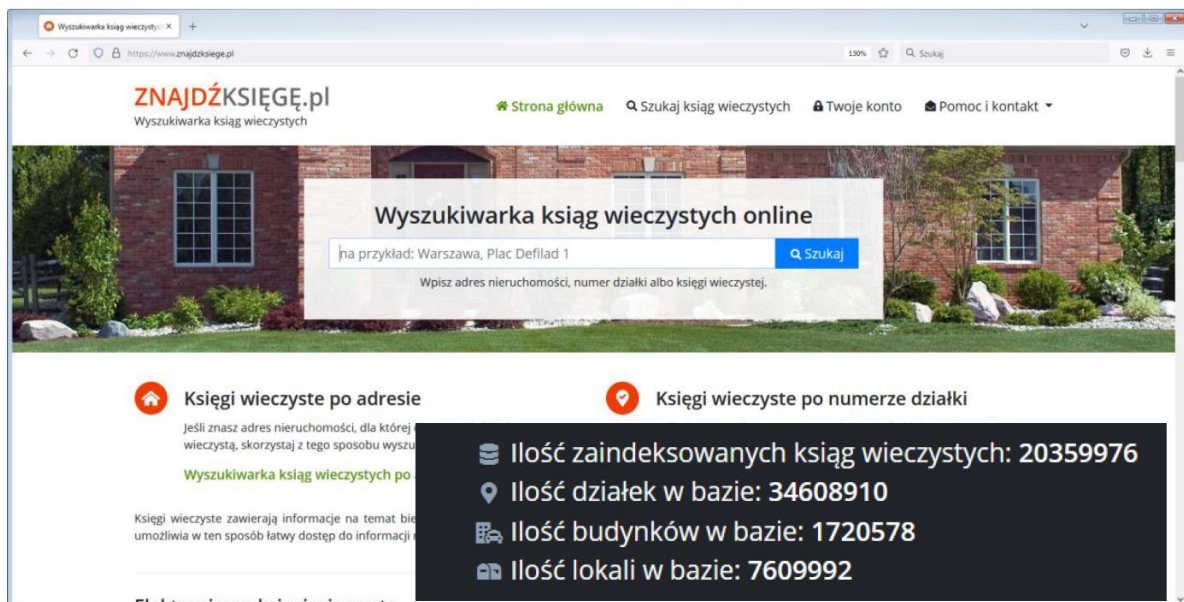 Wyszukiwarka ksiąg wieczystyc
https://www.znajdzksiege.pl
130%
Szukaj
ZNAJDŹKSIĘGĘ.pl
Wyszukiwarka ksiąg wieczystych
Strona główna
Szukaj ksiąg wieczystych
Twoje konto
Pomoc i kontakt
Wyszukiwarka ksiąg wieczystych online
na przykład: Warszawa, Plac Defilad 1
Szukaj
Wpisz adres nieruchomości, numer działki albo księgi wieczystej.
Księgi wieczyste po adresie
Jeśli znasz adres nieruchomości, dla której
wieczystą, skorzystaj z tego sposobu wyszu
Wyszukiwarka ksiąg wieczystych po
Księgi wieczyste po numerze działki
Księgi wieczyste zawierają informacje na temat bie
umożliwia w ten sposób łatwy dostęp do informacji
Ilość zaindeksowanych ksiąg wieczystych: 20359976
Ilość działek w bazie: 34608910
Ilość budynków w bazie: 1720578
Ilość lokali w bazie: 7609992